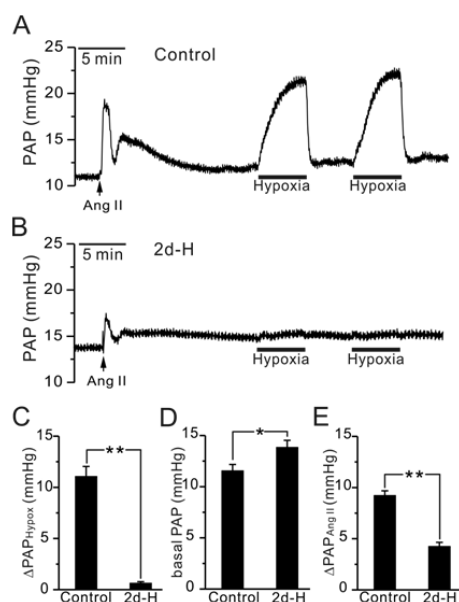 A
5 min
Control
25
20
15
10
PAP (mmHg)
Ang II
Hypoxia
Hypoxia
B
5 min
2d-H
25
20
15
10
PAP (mmHg)
Ang II
Hypoxia
Hypoxia
C
15
10
5
0
ΔPAPHypox (mmHg)
**
Control 2d-H
D
15
10
5
0
basal PAP (mmHg)
*
Control 2d-H
E
15
10
5
0
ΔPAPAng II (mmHg)
**
Control 2d-H